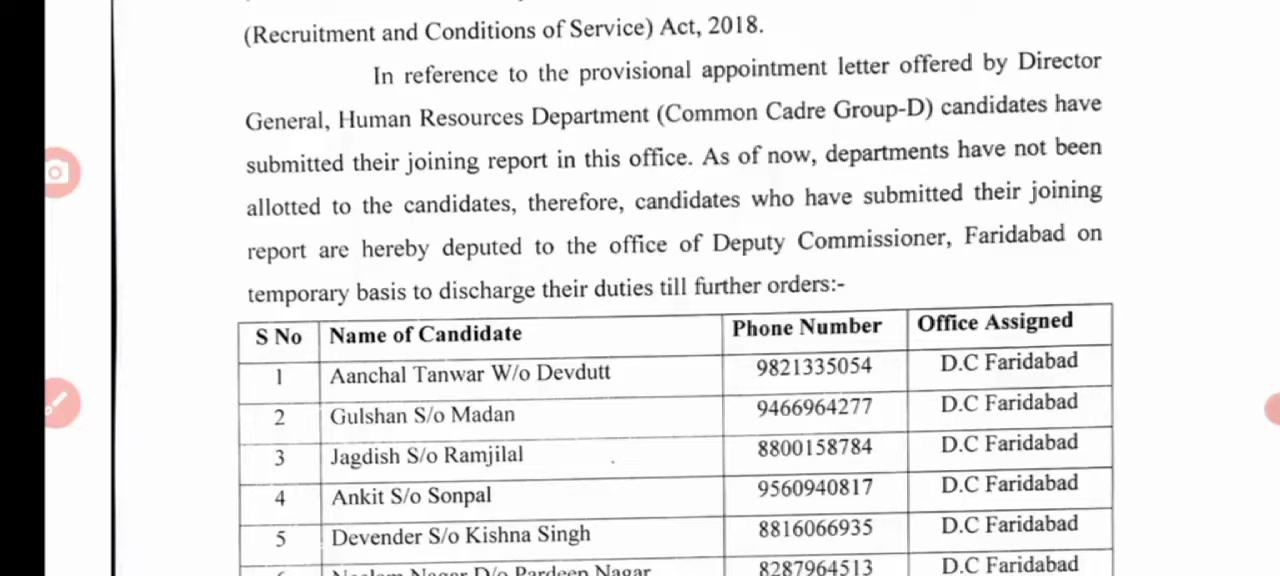 (Recruitment and Conditions of Service) Act, 2018.
In reference to the provisional appointment letter offered by Director
General, Human Resources Department (Common Cadre Group-D) candidates have
submitted their joining report in this office. As of now, departments have not been
allotted to the candidates, therefore, candidates who have submitted their joining
report are hereby deputed to the office of Deputy Commissioner, Faridabad on
temporary basis to discharge their duties till further orders:-
S No Name of Candidate Phone Number Office Assigned
1 Aanchal Tanwar W/o Devdutt 9821335054 D.C Faridabad
2 Gulshan S/o Madan 9466964277 D.C Faridabad
3 Jagdish S/o Ramjilal 8800158784 D.C Faridabad
4 Ankit S/o Sonpal 9560940817 D.C Faridabad
5 Devender S/o Kishna Singh 8816066935 D.C Faridabad
Nagar D/o Pardeen Nagar 8287964513 D.C Faridabad